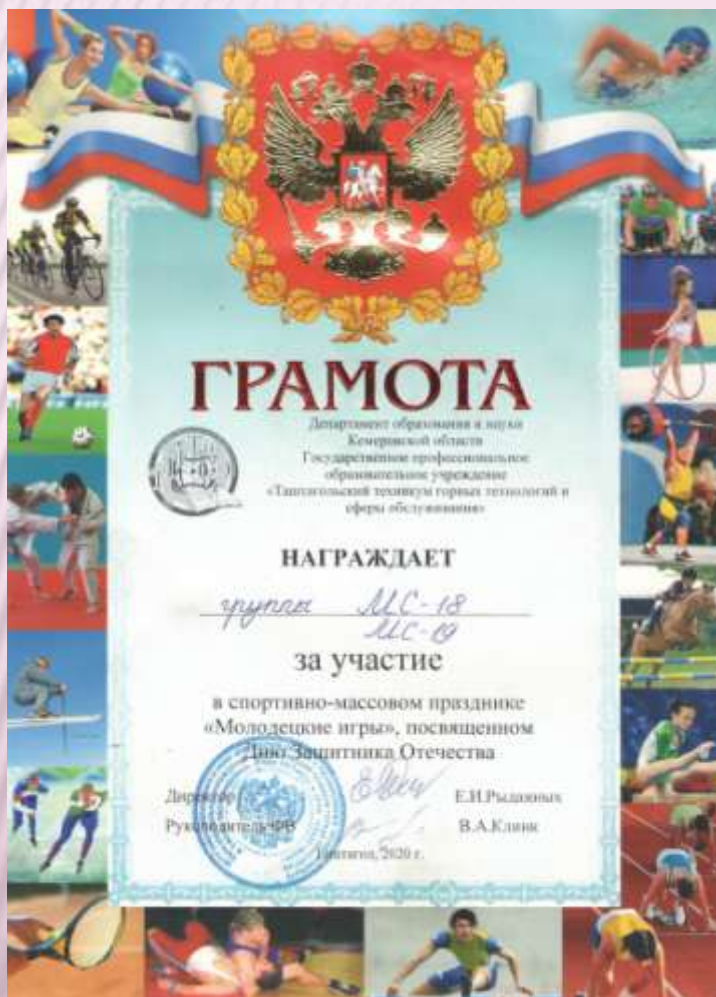 ГРАМОТА
Департамент образования и науки
Кемеровской области
Государственное профессиональное
образовательное учреждение
«Таштагольский техникум горных технологий и
сферы обслуживания»
НАГРАЖДАЕТ
группы МС-18
МС-19
за участие
в спортивно-массовом празднике
«Молодецкие игры», посвященном
Дню Защитника Отечества
Директор Е.И.Рыданных
Руководитель ФВ В.А.Клинк
Таштагол, 2020 г.